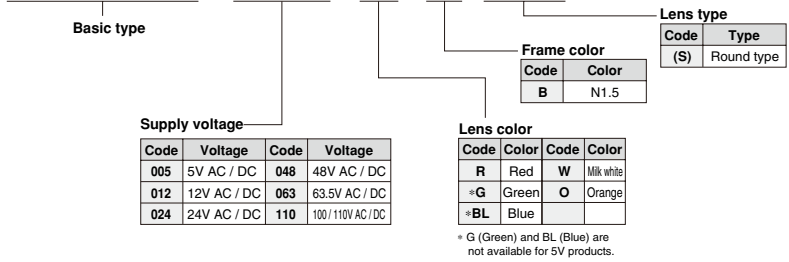 Basic type
Lens type
Code Type
(S) Round type
Frame color
Code Color
B N1.5
Supply voltage
Code Voltage Code Voltage
005 5V AC / DC 048 48V AC / DC
012 12V AC / DC 063 63.5V AC / DC
024 24V AC / DC 110 100 / 110V AC / DC
Lens color
Code Color Code Color
R Red W Milk white
*G Green O Orange
*BL Blue
* G (Green) and BL (Blue) are
not available for 5V products.